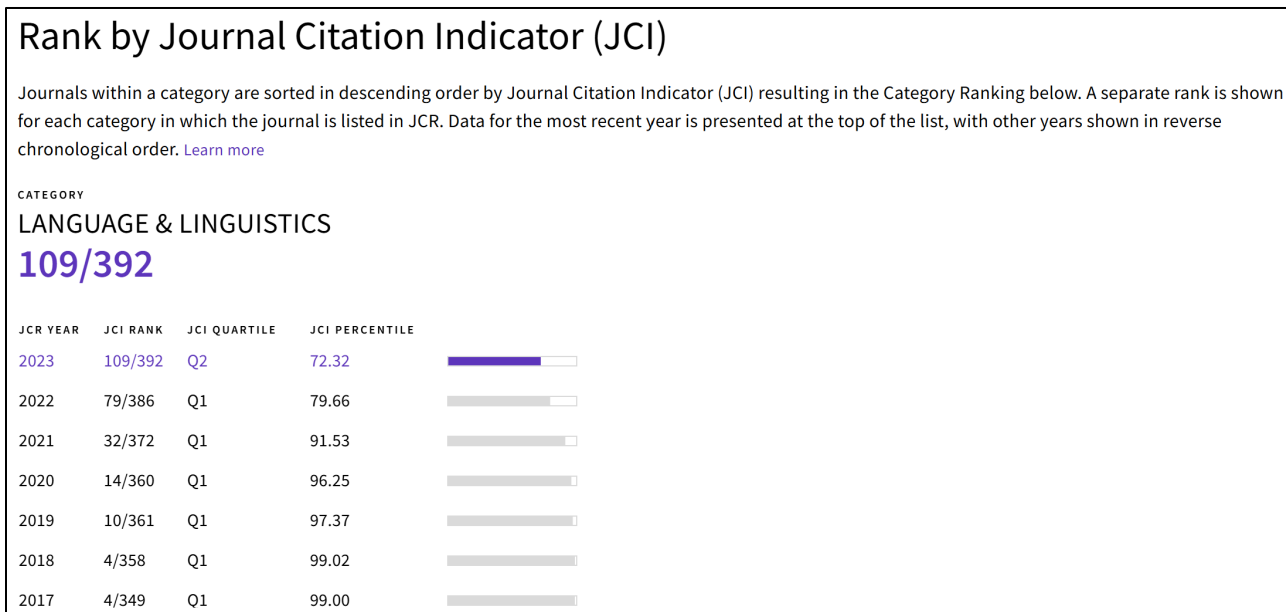 Rank by Journal Citation Indicator (JCI)
Journals within a category are sorted in descending order by Journal Citation Indicator (JCI) resulting in the Category Ranking below. A separate rank is shown
for each category in which the journal is listed in JCR. Data for the most recent year is presented at the top of the list, with other years shown in reverse
chronological order. Learn more
CATEGORY
LANGUAGE & LINGUISTICS
109/392
JCR YEAR JCI RANK JCI QUARTILE JCI PERCENTILE
2023 109/392 Q2 72.32
2022 79/386 Q1 79.66
2021 32/372 Q1 91.53
2020 14/360 Q1 96.25
2019 10/361 Q1 97.37
2018 4/358 Q1 99.02
2017 4/349 Q1 99.00